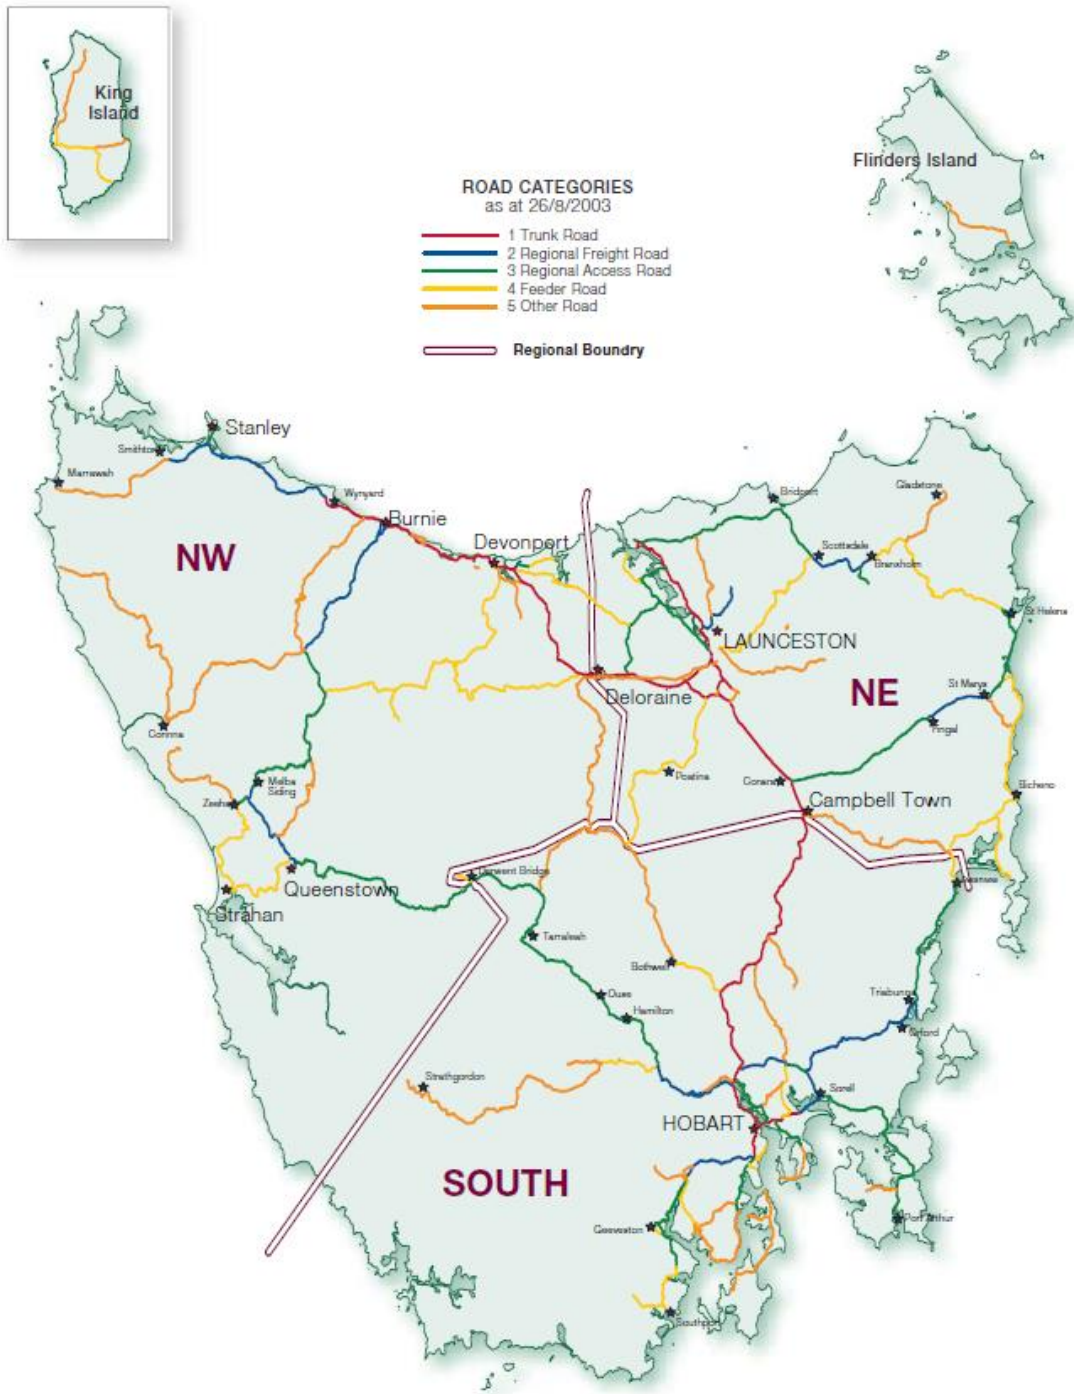 King
Island
Flinders Island
ROAD CATEGORIES
as at 26/8/2003
1 Trunk Road
2 Regional Freight Road
3 Regional Access Road
4 Feeder Road
5 Other Road
Regional Boundry
Stanley
Smithton
Marrawah
Wynyard
Burnie
Devonport
NW
Bridport
Gladstone
Scottsdale
Branxholm
St Helens
LAUNCESTON
Deloraine
NE
St Marys
Fingal
Corinna
Melba
Siding
Zeehan
Poatina
Conara
Campbell Town
Bicheno
Queenstown
Strahan
Derwent Bridge
Swansea
Tarraleah
Bothwell
Ouse
Hamilton
Triabunna
Orford
Strathgordon
Sorell
HOBART
SOUTH
Geeveston
Port Arthur
Southport